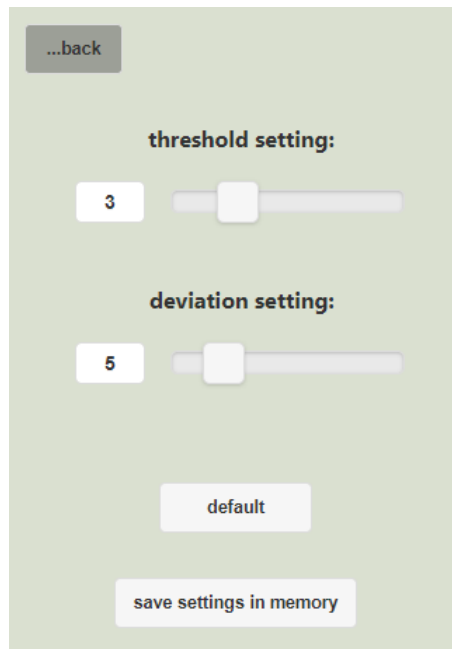 ...back
threshold setting:
3
deviation setting:
5
default
save settings in memory